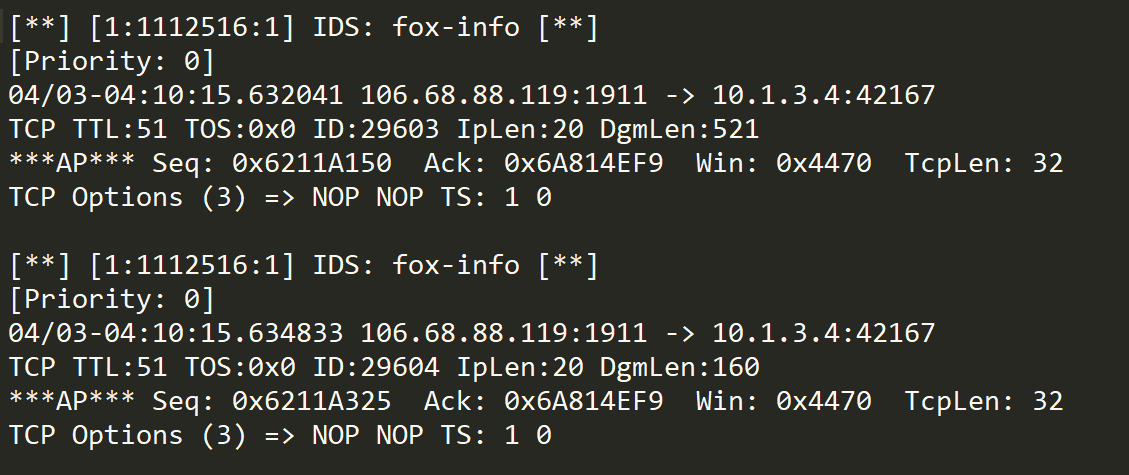 [**] [1:1112516:1] IDS: fox-info [**]
[Priority: 0]
04/03-04:10:15.632041 106.68.88.119:1911 -> 10.1.3.4:42167
TCP TTL:51 TOS:0x0 ID:29603 IpLen:20 DgmLen:521
***AP*** Seq: 0x6211A150  Ack: 0x6A814EF9  Win: 0x4470  TcpLen: 32
TCP Options (3) => NOP NOP TS: 1 0

[**] [1:1112516:1] IDS: fox-info [**]
[Priority: 0]
04/03-04:10:15.634833 106.68.88.119:1911 -> 10.1.3.4:42167
TCP TTL:51 TOS:0x0 ID:29604 IpLen:20 DgmLen:160
***AP*** Seq: 0x6211A325  Ack: 0x6A814EF9  Win: 0x4470  TcpLen: 32
TCP Options (3) => NOP NOP TS: 1 0